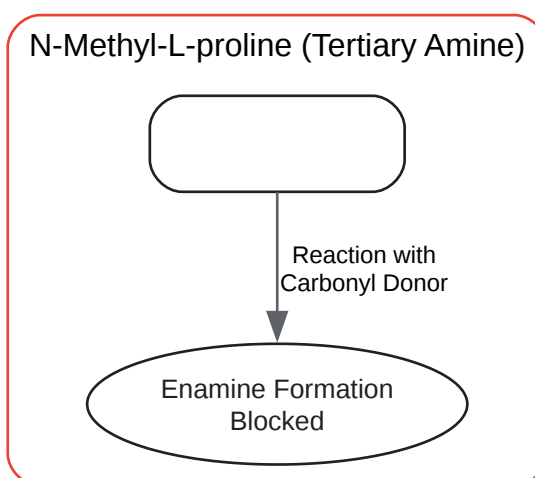 N-Methyl-L-proline (Tertiary Amine)
Reaction with
Carbonyl Donor
Enamine Formation
Blocked